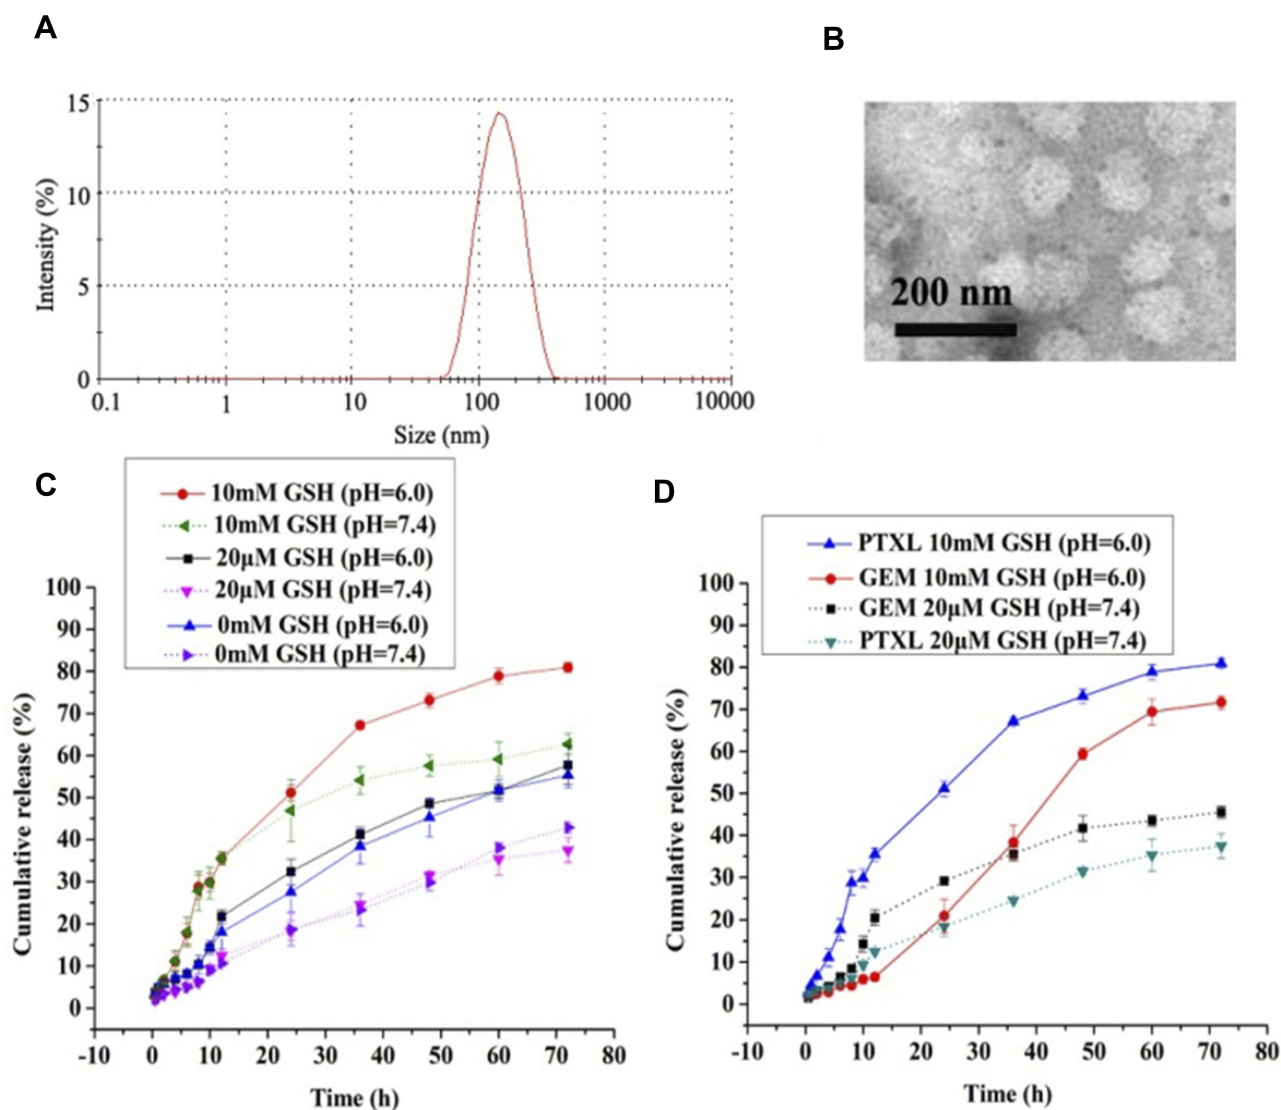 A
B
15
10
5
0
Intensity (%)
0.1 1 10 100 1000 10000
Size (nm)
200 nm
C
10mM GSH (pH=6.0)
10mM GSH (pH=7.4)
20μM GSH (pH=6.0)
20μM GSH (pH=7.4)
0mM GSH (pH=6.0)
0mM GSH (pH=7.4)
100
90
80
70
60
50
40
30
20
10
0
Cumulative release (%)
-10 0 10 20 30 40 50 60 70 80
Time (h)
D
PTXL 10mM GSH (pH=6.0)
GEM 10mM GSH (pH=6.0)
GEM 20μM GSH (pH=7.4)
PTXL 20μM GSH (pH=7.4)
100
90
80
70
60
50
40
30
20
10
0
Cumulative release (%)
-10 0 10 20 30 40 50 60 70 80
Time (h)